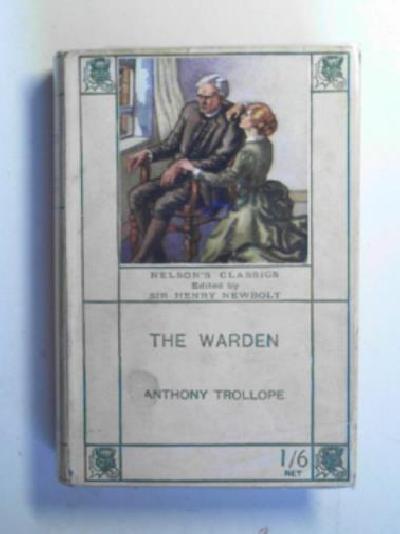 NELSON'S CLASSICS
Edited by
SIR HENRY NEWBOLT
THE WARDEN
ANTHONY TROLLOPE
1/6
NET